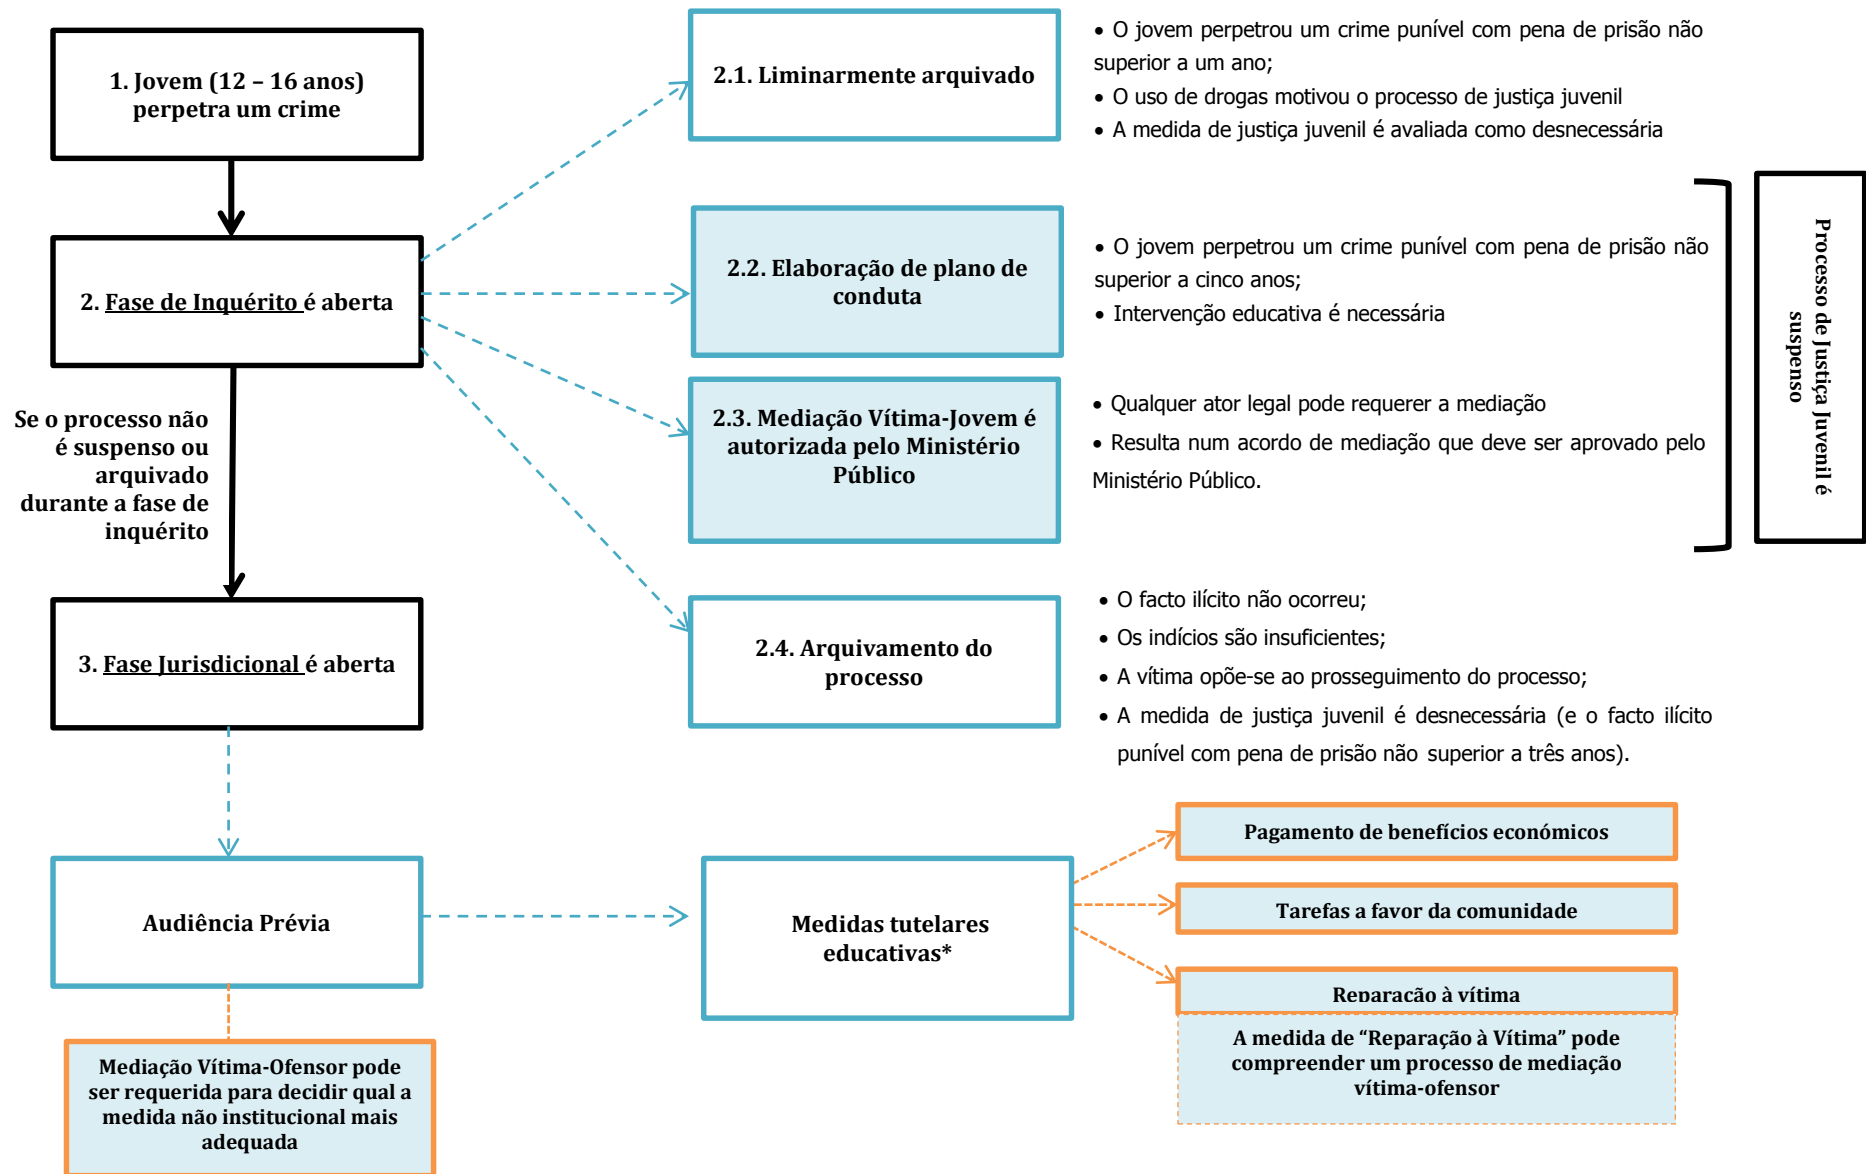 1. Jovem (12 – 16 anos)
perpetra um crime
2.1. Liminarmente arquivado
• O jovem perpetrou um crime punível com pena de prisão não
superior a um ano;
• O uso de drogas motivou o processo de justiça juvenil
• A medida de justiça juvenil é avaliada como desnecessária
2. Fase de Inquérito é aberta
2.2. Elaboração de plano de
conduta
• O jovem perpetrou um crime punível com pena de prisão não
superior a cinco anos;
• Intervenção educativa é necessária
Processo de Justiça Juvenil é
suspenso
2.3. Mediação Vítima-Jovem é
autorizada pelo Ministério
Público
• Qualquer ator legal pode requerer a mediação
• Resulta num acordo de mediação que deve ser aprovado pelo
Ministério Público.
Se o processo não
é suspenso ou
arquivado
durante a fase de
inquérito
3. Fase Jurisdicional é aberta
2.4. Arquivamento do
processo
• O facto ilícito não ocorreu;
• Os indícios são insuficientes;
• A vítima opõe-se ao prosseguimento do processo;
• A medida de justiça juvenil é desnecessária (e o facto ilícito
punível com pena de prisão não superior a três anos).
Audiência Prévia
Medidas tutelares
educativas*
Pagamento de benefícios económicos
Tarefas a favor da comunidade
Reparação à vítima
A medida de “Reparação à Vítima” pode
compreender um processo de mediação
vítima-ofensor
Mediação Vítima-Ofensor pode
ser requerida para decidir qual a
medida não institucional mais
adequada